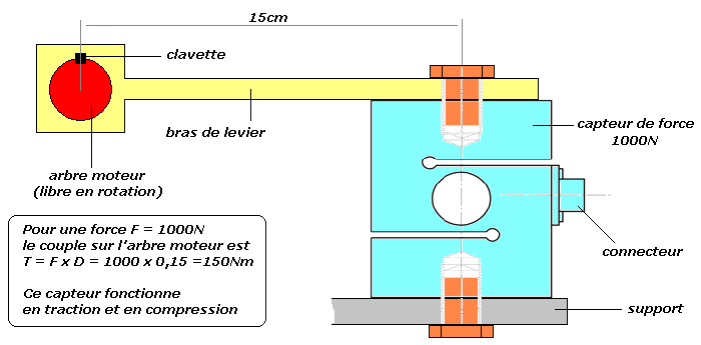 15cm
clavette
bras de levier
capteur de force
1000N
arbre moteur
(libre en rotation)
connecteur
Pour une force F = 1000N
le couple sur l'arbre moteur est
T = F x D = 1000 x 0,15 =150Nm
Ce capteur fonctionne
en traction et en compression
support